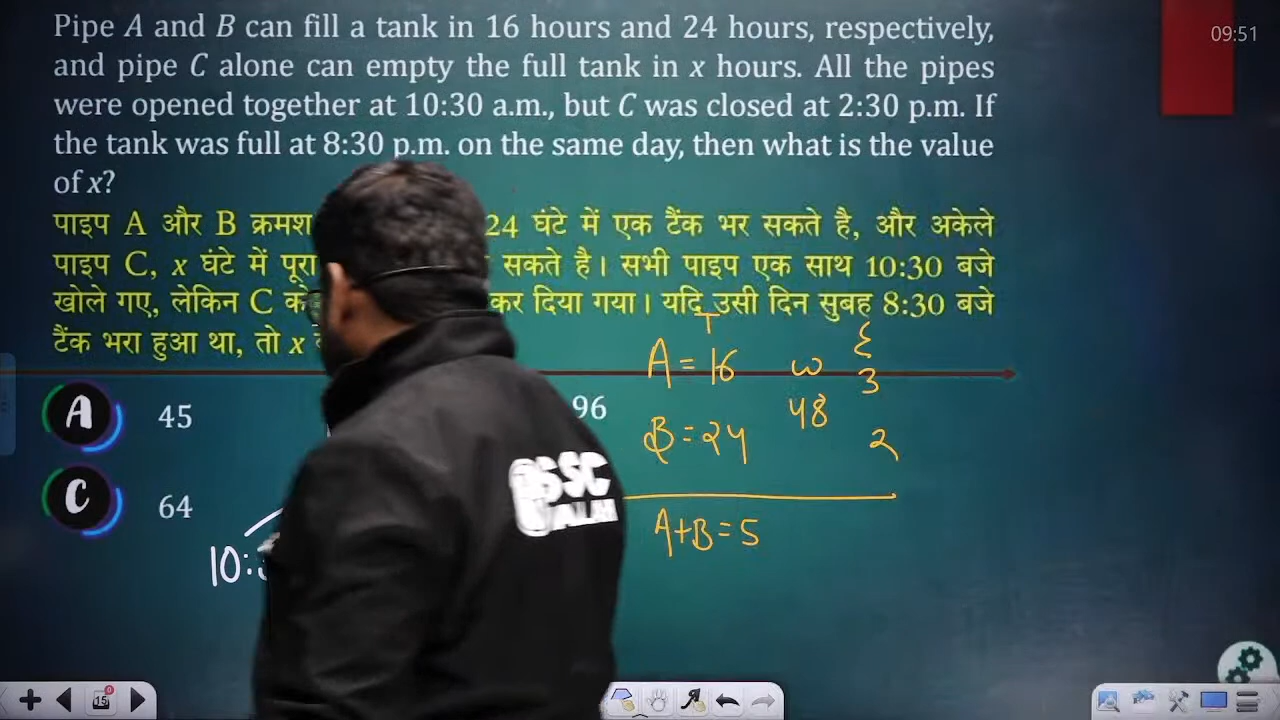 Pipe A and B can fill a tank in 16 hours and 24 hours, respectively,
09:51
and pipe C alone can empty the full tank in x hours. All the pipes
were opened together at 10:30 a.m., but C was closed at 2:30 p.m. If
the tank was full at 8:30 p.m. on the same day, then what is the value
of x?
पाइप A और B 24 घंटे में एक टैंक भर सकते है, और अकेले
पाइप C, x घंटे में पूरा सकते है। सभी पाइप एक साथ 10:30 बजे
खोले गए, लेकिन C कर दिया गया। यदि उसी दिन सुबह 8:30 बजे
टैंक भरा हुआ था, तो x
T
A = 16 w ε
48 3
B = 24 2
A+B = 5
A 45
96
C 64
10:3
SSC
15